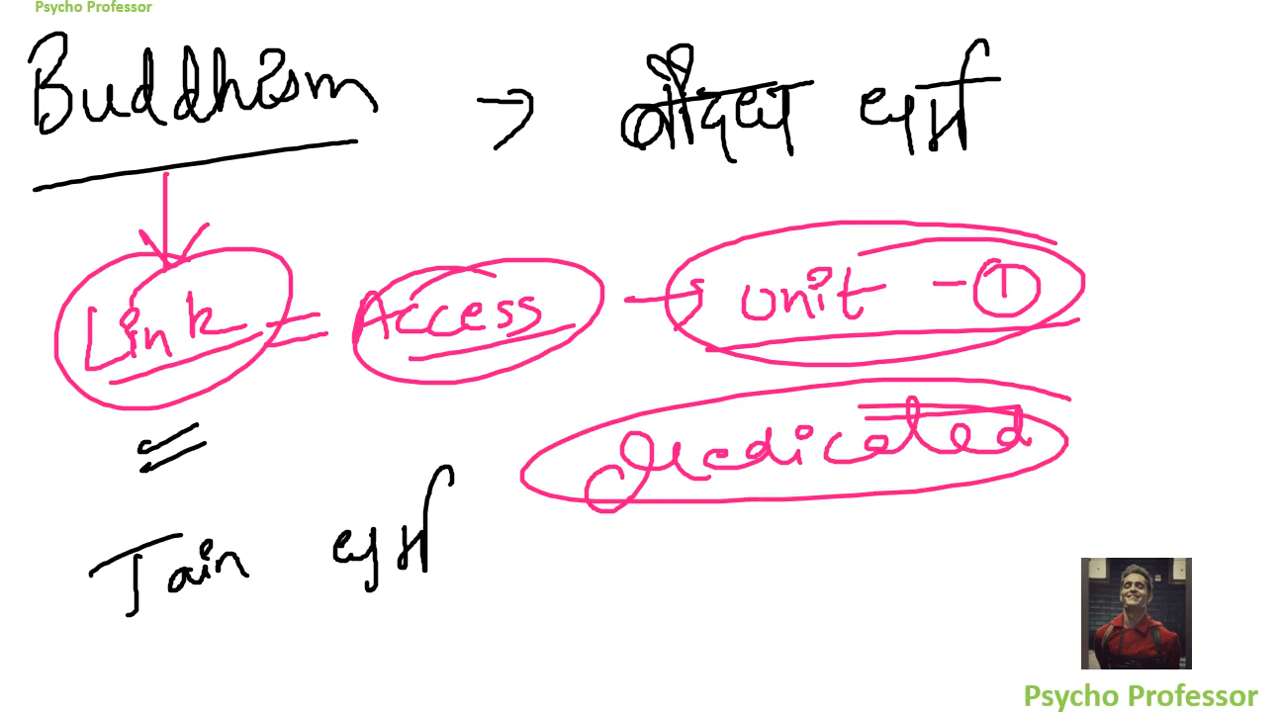 Psycho Professor
Buddhism → बौद्ध धर्म
Link = Access → Unit - ①
dedicated
=
Jain धर्म
Psycho Professor